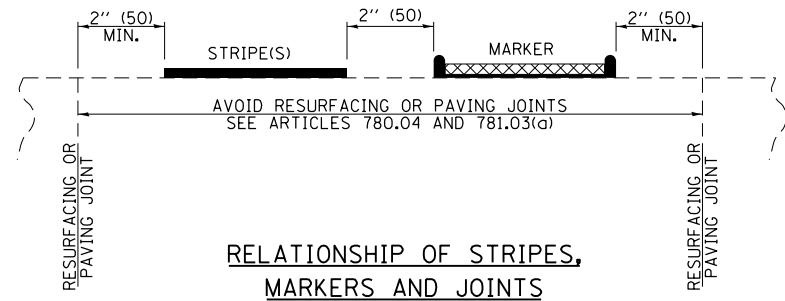 2'' (50)
MIN.
2'' (50)
2'' (50)
MIN.
STRIPE(S)
MARKER
AVOID RESURFACING OR PAVING JOINTS
SEE ARTICLES 780.04 AND 781.03(a)
RESURFACING OR
PAVING JOINT
RESURFACING OR
PAVING JOINT
RELATIONSHIP OF STRIPES,
MARKERS AND JOINTS